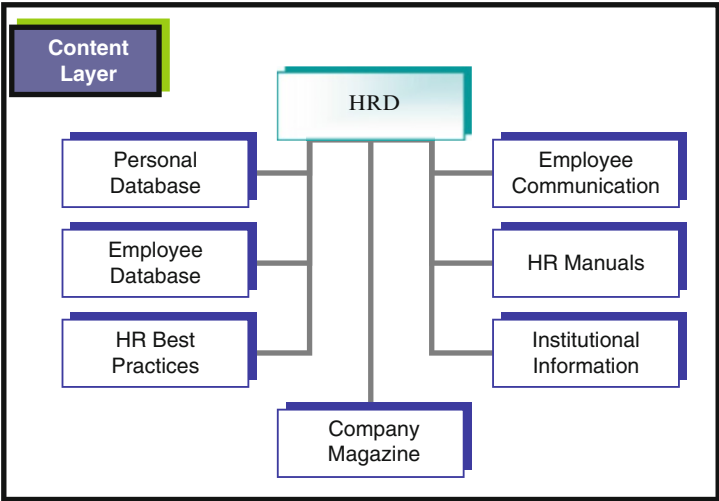 Content
Layer
HRD
Personal
Database
Employee
Communication
Employee
Database
HR Manuals
HR Best
Practices
Institutional
Information
Company
Magazine